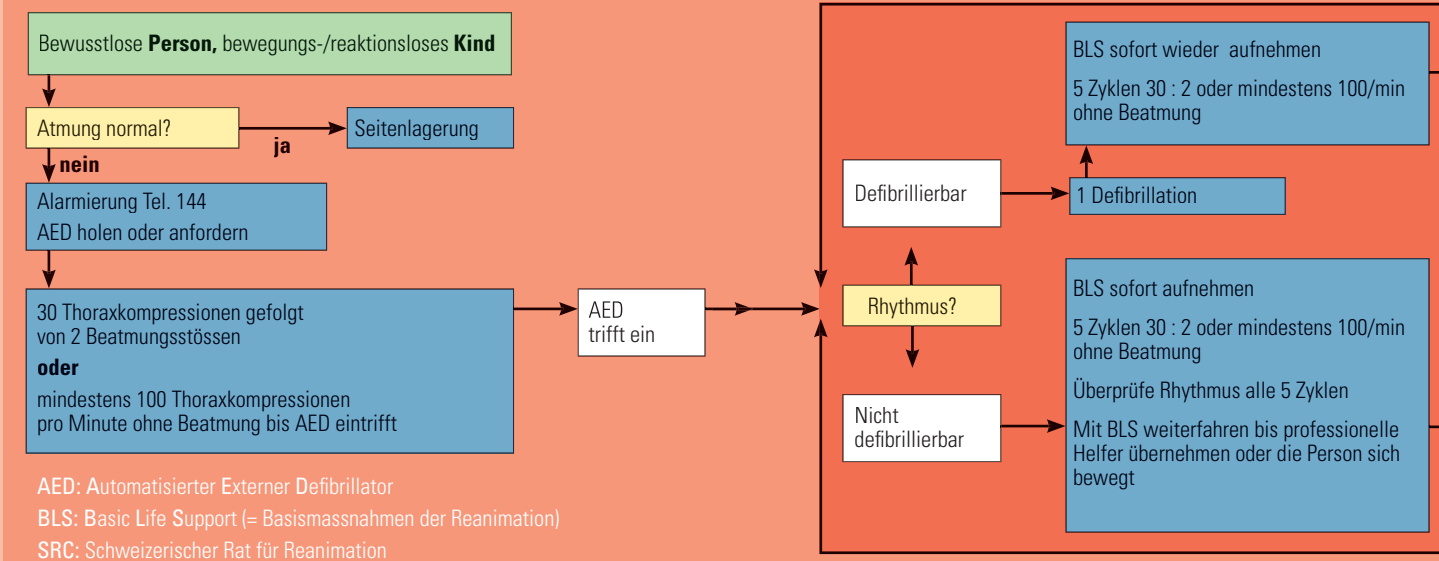 Bewusstlose Person, bewegungs-/reaktionsloses Kind
Atmung normal?
ja
Seitenlagerung
nein
Alarmierung Tel. 144
AED holen oder anfordern
30 Thoraxkompressionen gefolgt
von 2 Beatmungsstössen
oder
mindestens 100 Thoraxkompressionen
pro Minute ohne Beatmung bis AED eintrifft
AED
trifft ein
Rhythmus?
Defibrillierbar
1 Defibrillation
BLS sofort wieder aufnehmen
5 Zyklen 30 : 2 oder mindestens 100/min
ohne Beatmung
Nicht
defibrillierbar
BLS sofort aufnehmen
5 Zyklen 30 : 2 oder mindestens 100/min
ohne Beatmung
Überprüfe Rhythmus alle 5 Zyklen
Mit BLS weiterfahren bis professionelle
Helfer übernehmen oder die Person sich
bewegt
AED: Automatisierter Externer Defibrillator
BLS: Basic Life Support (= Basismassnahmen der Reanimation)
SRC: Schweizerischer Rat für Reanimation